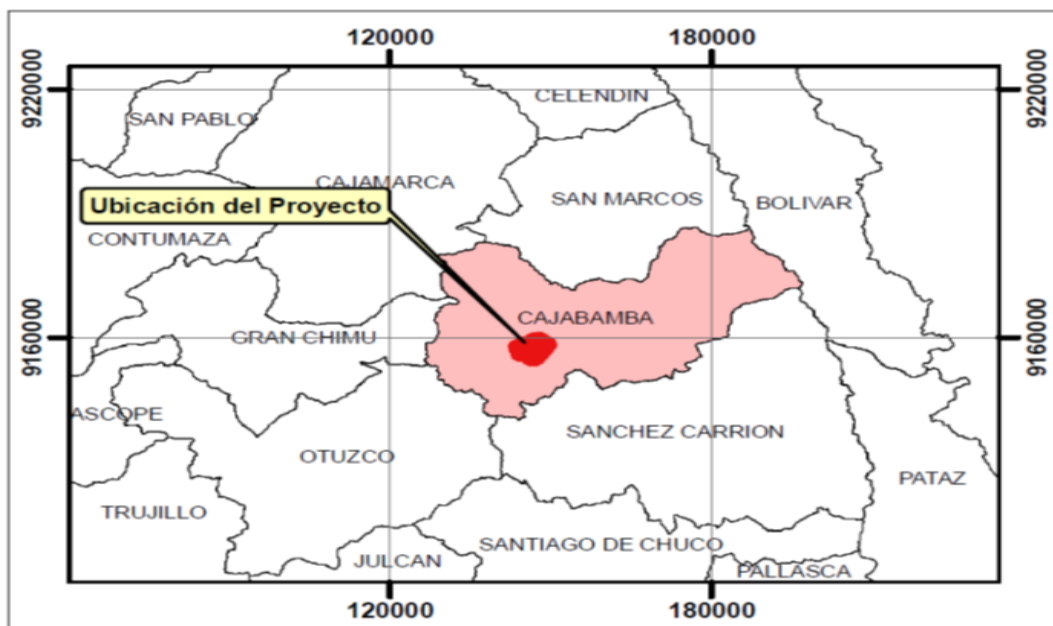 120000 180000
9220000 9220000
CELENDIN
SAN PABLO
CAJAMARCA
SAN MARCOS
BOLIVAR
Ubicación del Proyecto
CONTUMAZA
CAJABAMBA
GRAN CHIMU
9160000 9160000
ASCOPE
SANCHEZ CARRION
OTUZCO
PATAZ
TRUJILLO
SANTIAGO DE CHUCO
JULCAN
PALLASCA
120000 180000